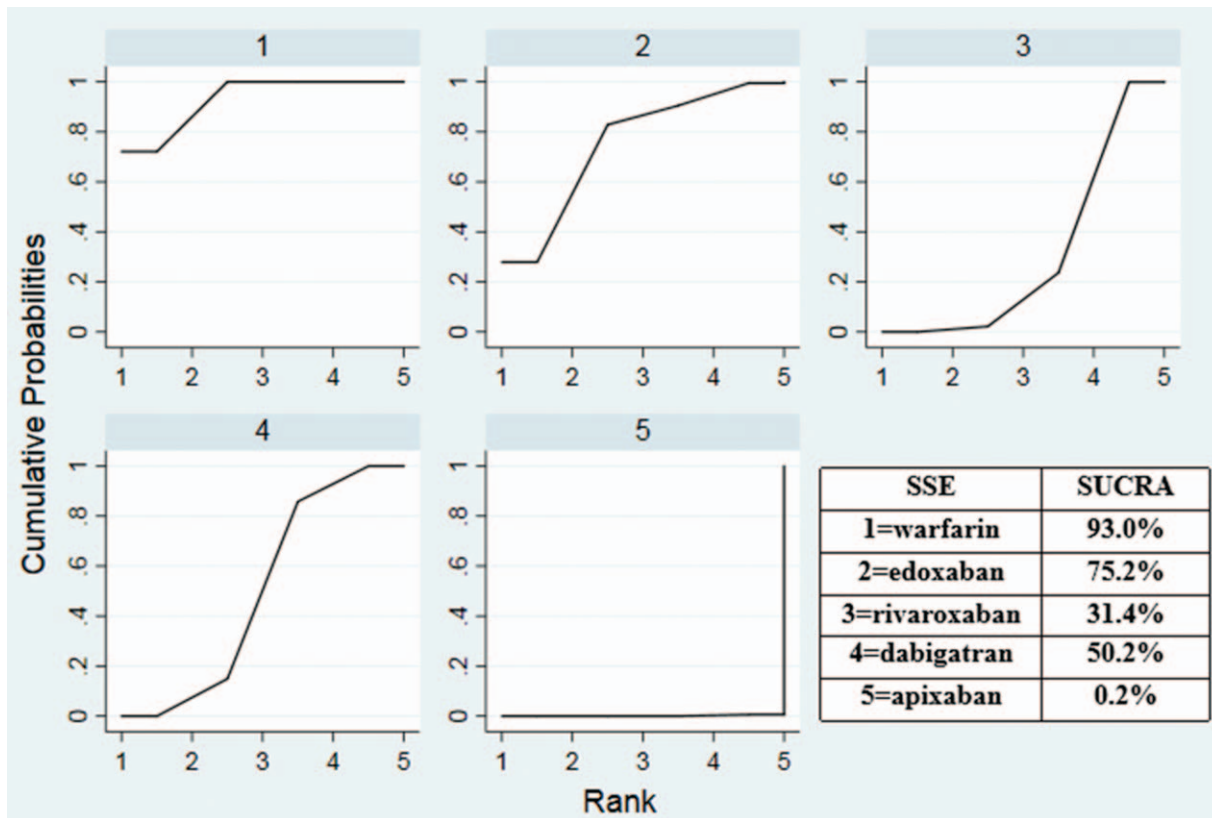 1
2
3
Cumulative Probabilities
0 .2 .4 .6 .8 1
0 .2 .4 .6 .8 1
0 .2 .4 .6 .8 1
1 2 3 4 5
1 2 3 4 5
1 2 3 4 5
4
5
0 .2 .4 .6 .8 1
0 .2 .4 .6 .8 1
1 2 3 4 5
1 2 3 4 5
Rank
SSE SUCRA
1=warfarin 93.0%
2=edoxaban 75.2%
3=rivaroxaban 31.4%
4=dabigatran 50.2%
5=apixaban 0.2%